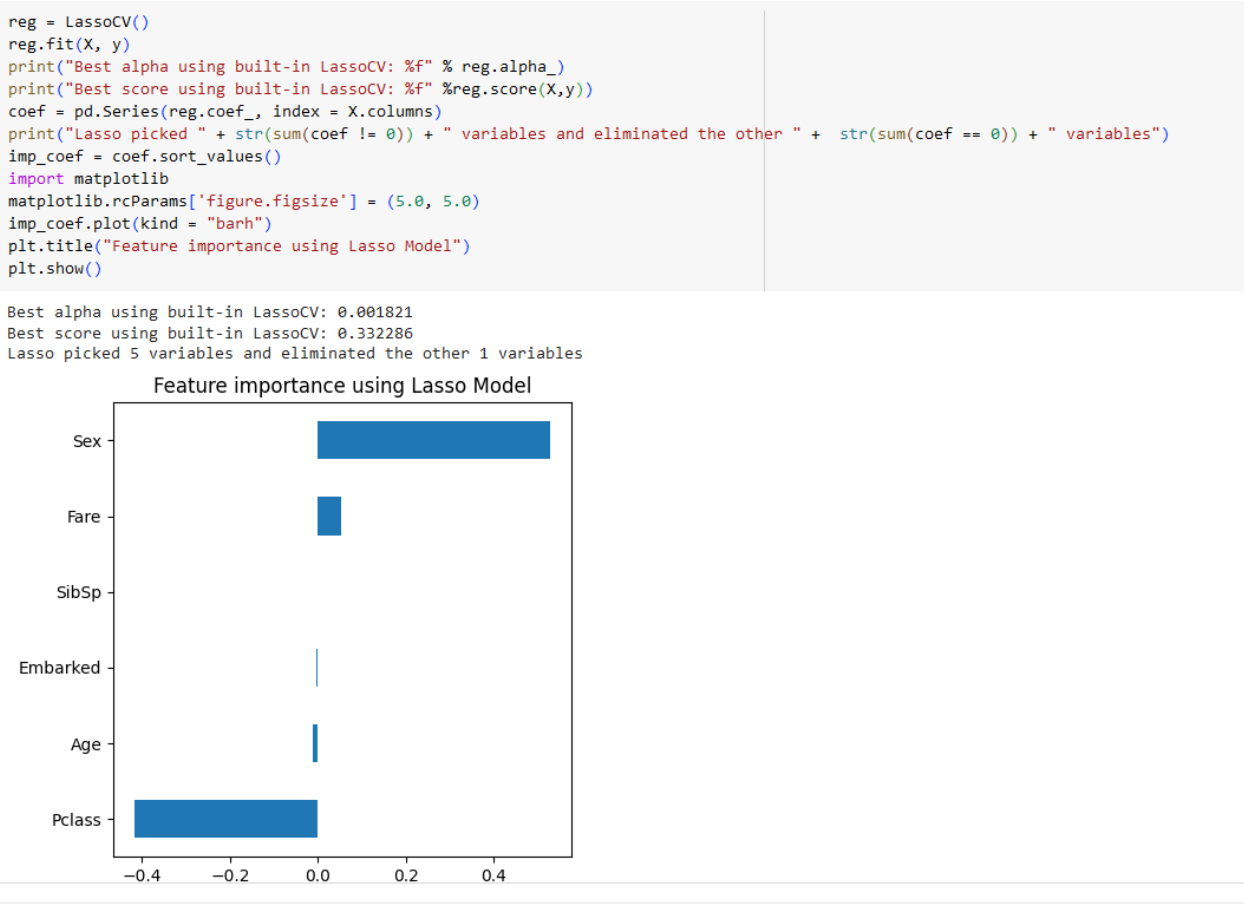 reg = LassoCV()
reg.fit(X, y)
print("Best alpha using built-in LassoCV: %f" % reg.alpha_)
print("Best score using built-in LassoCV: %f" %reg.score(X,y))
coef = pd.Series(reg.coef_, index = X.columns)
print("Lasso picked " + str(sum(coef != 0)) + " variables and eliminated the other " +  str(sum(coef == 0)) + " variables")
imp_coef = coef.sort_values()
import matplotlib
matplotlib.rcParams['figure.figsize'] = (5.0, 5.0)
imp_coef.plot(kind = "barh")
plt.title("Feature importance using Lasso Model")
plt.show()
Best alpha using built-in LassoCV: 0.001821
Best score using built-in LassoCV: 0.332286
Lasso picked 5 variables and eliminated the other 1 variables
Feature importance using Lasso Model
Sex
Fare
SibSp
Embarked
Age
Pclass
−0.4 −0.2 0.0 0.2 0.4